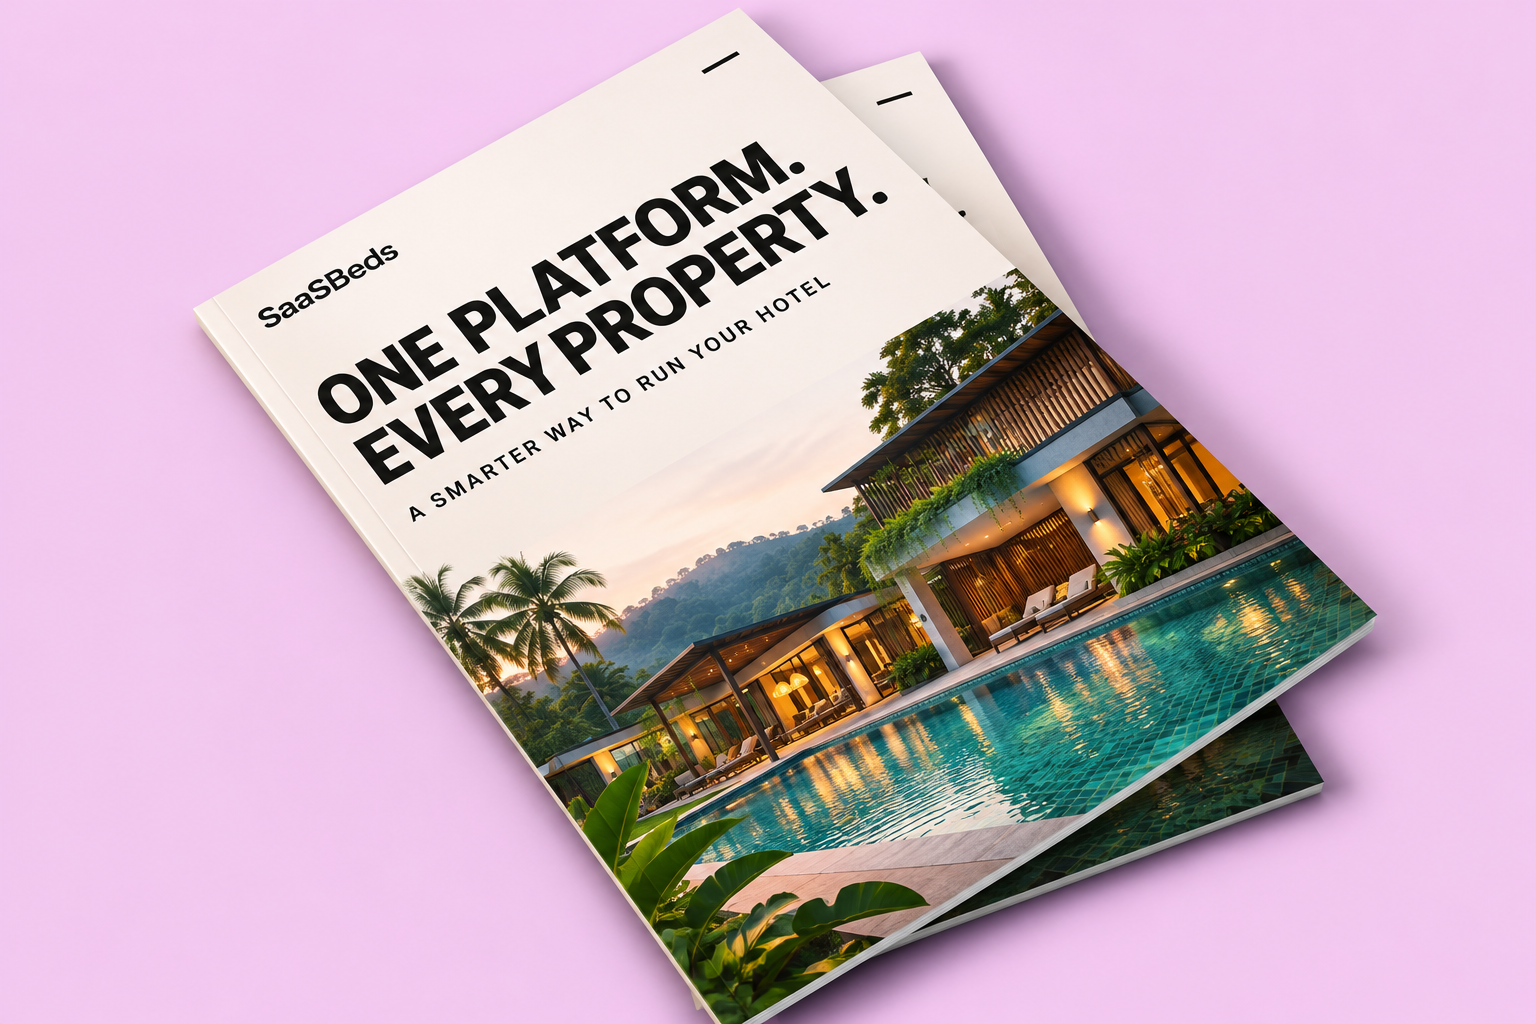 SaaSBeds
ONE PLATFORM.
EVERY PROPERTY.
A SMARTER WAY TO RUN YOUR HOTEL